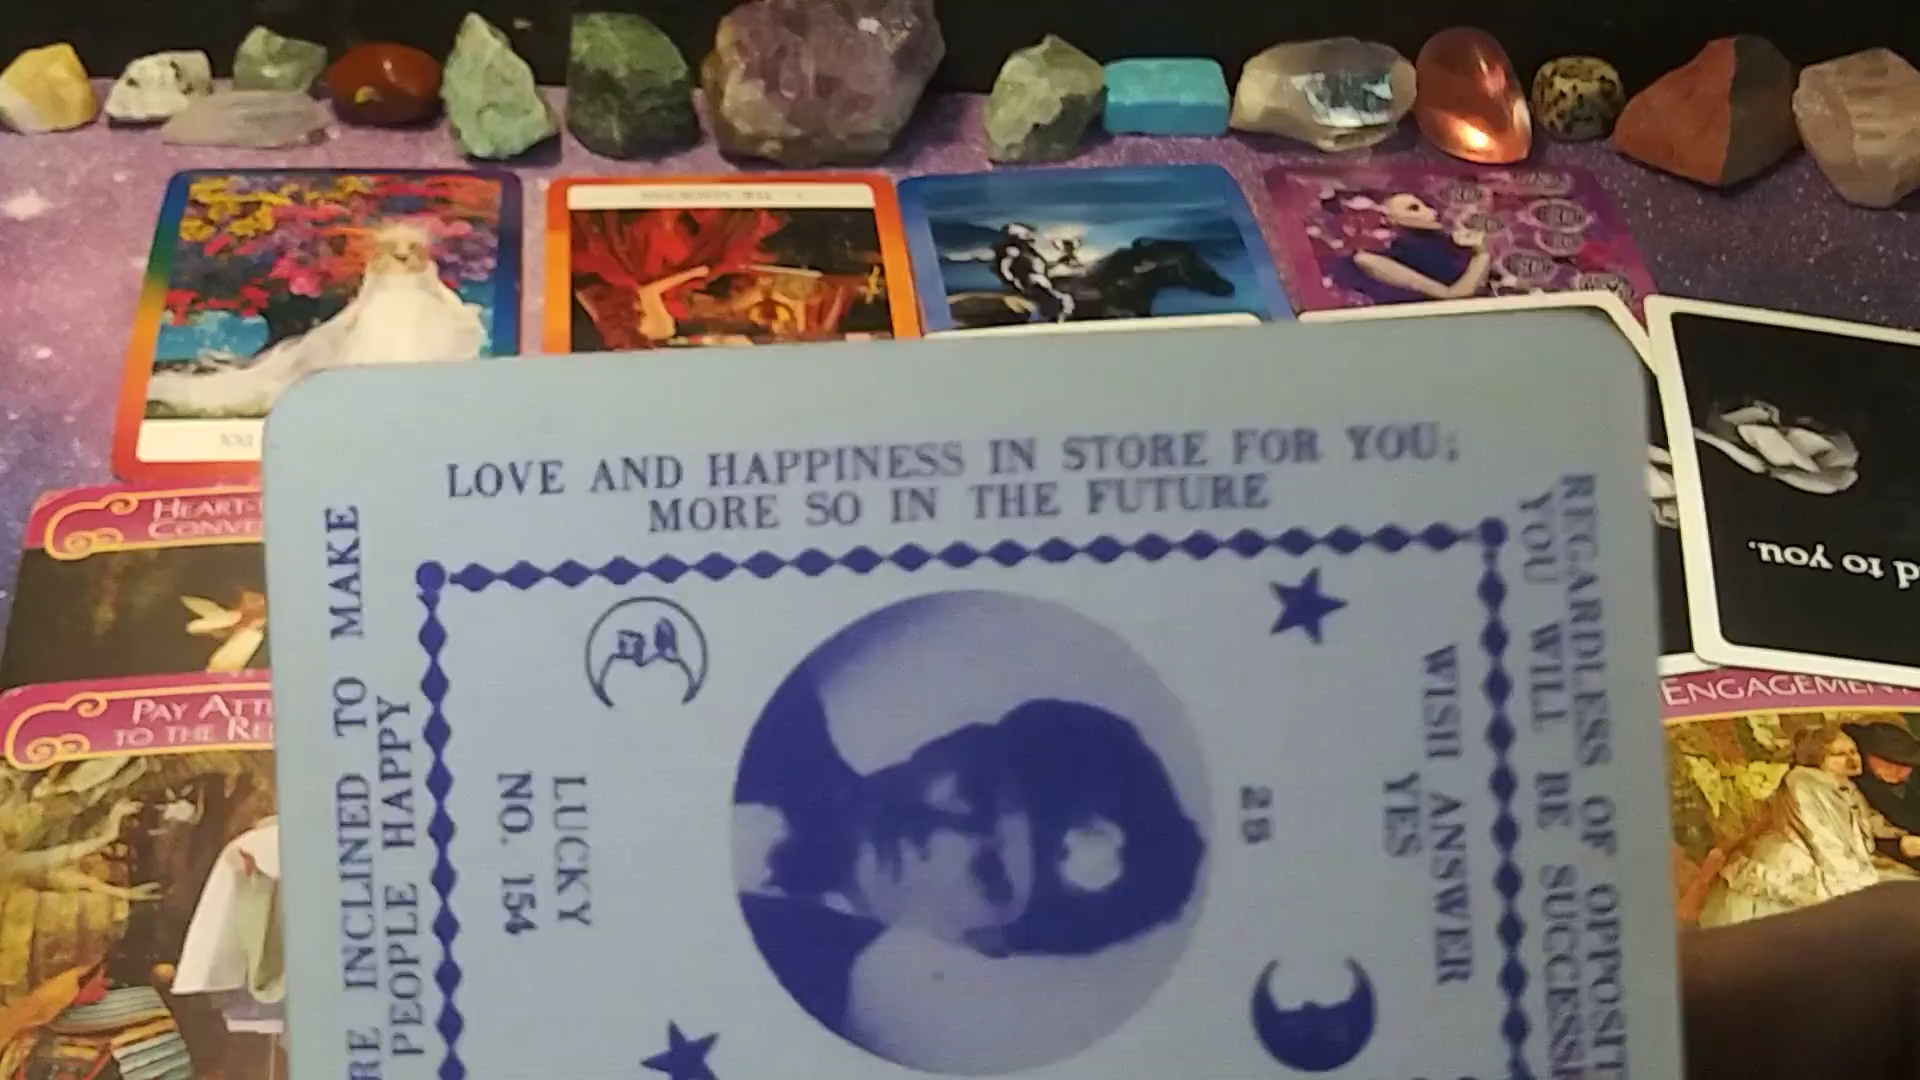 LOVE AND HAPPINESS IN STORE FOR YOU;
MORE SO IN THE FUTURE
RE INCLINED TO MAKE
PEOPLE HAPPY
LUCKY
NO. 154
WISH ANSWER
YES
REGARDLESS OF OPPOSIT
YOU WILL BE SUCCESS
HEART-
CONVE
PAY ATT
TO THE RE
ENGAGEMEN
d to you.
XXI